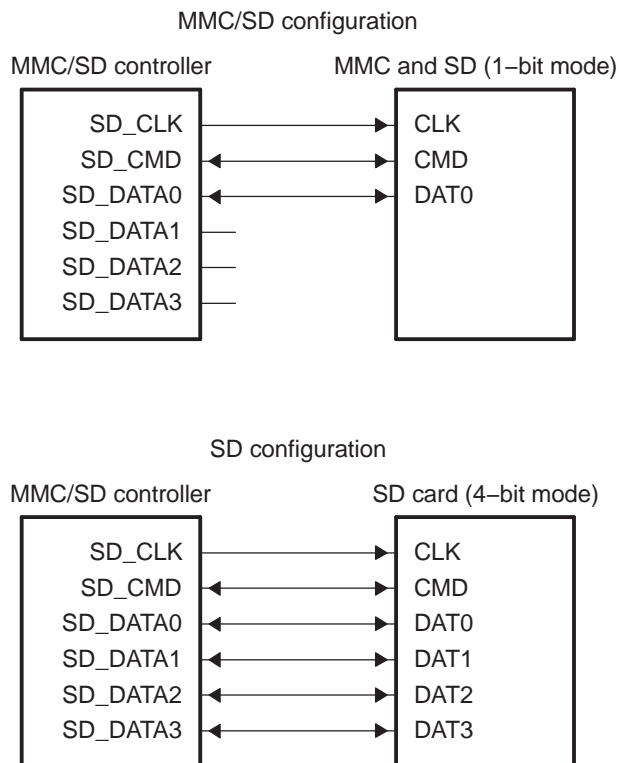 MMC/SD configuration
MMC/SD controller MMC and SD (1−bit mode)
SD_CLK CLK
SD_CMD CMD
SD_DATA0 DAT0
SD_DATA1
SD_DATA2
SD_DATA3
SD configuration
MMC/SD controller SD card (4−bit mode)
SD_CLK CLK
SD_CMD CMD
SD_DATA0 DAT0
SD_DATA1 DAT1
SD_DATA2 DAT2
SD_DATA3 DAT3